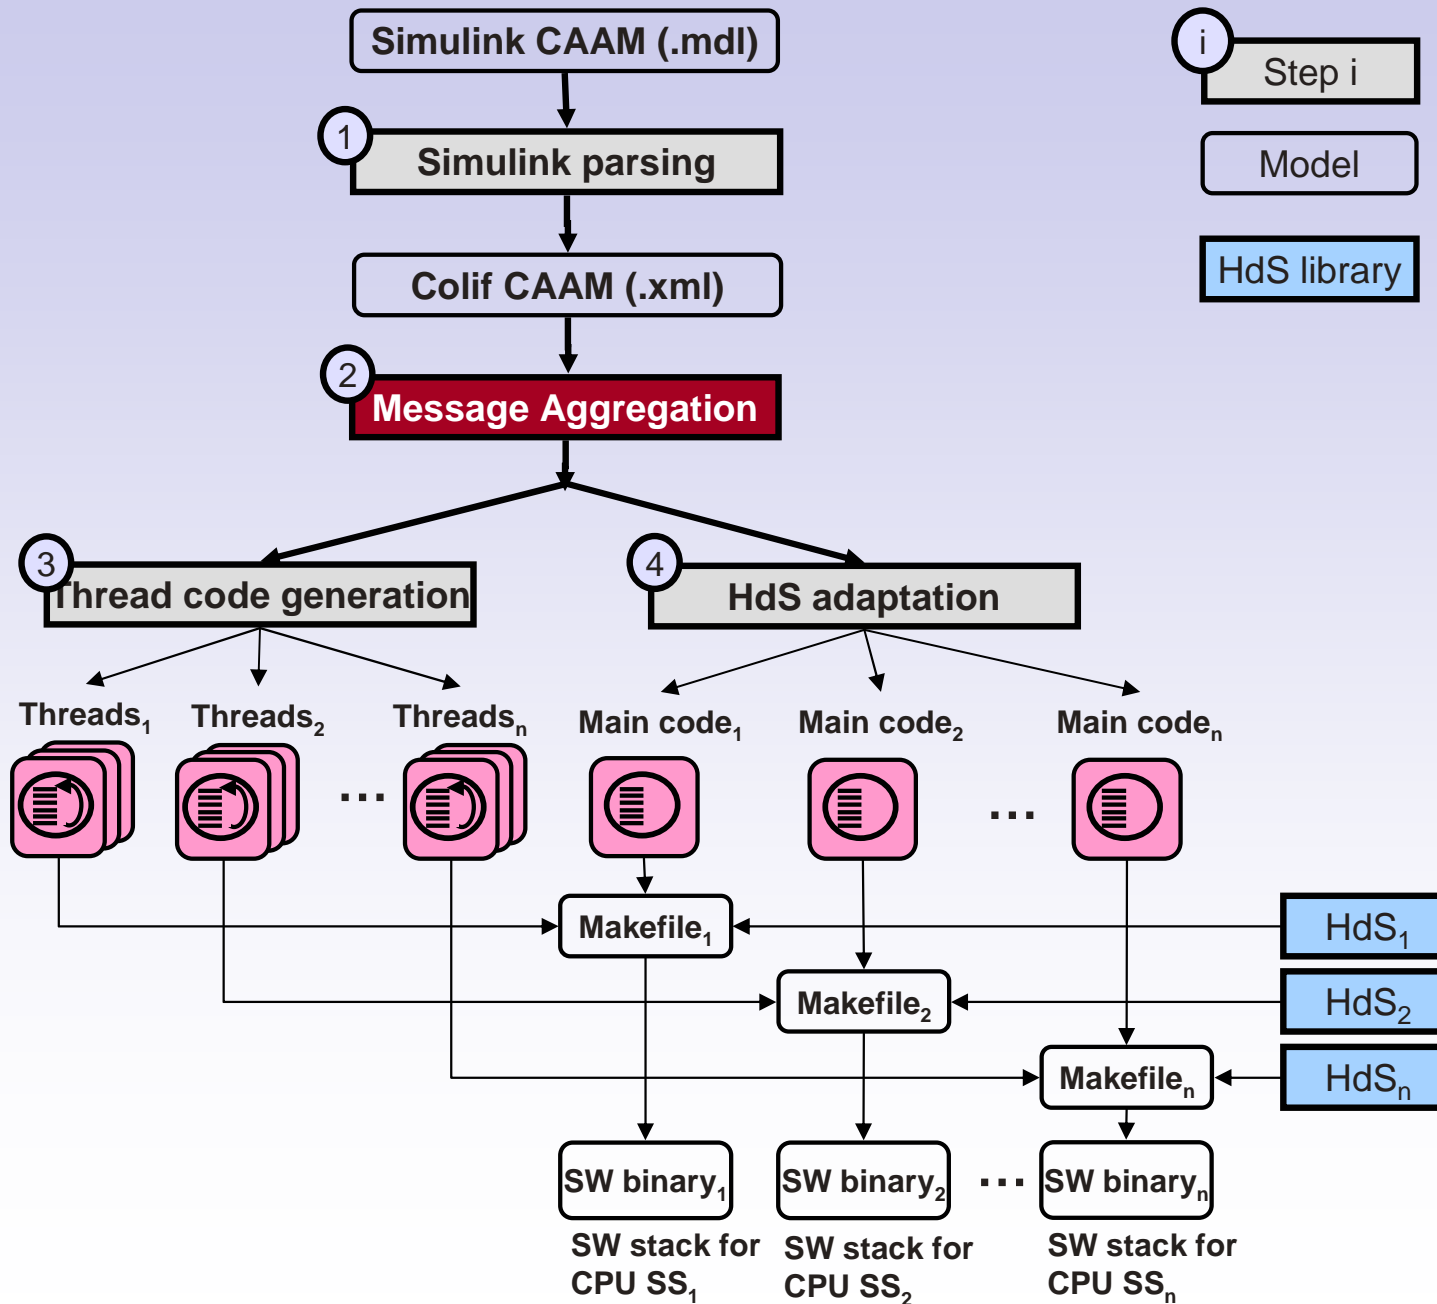 Simulink CAAM (.mdl)
i
Step i
1
Simulink parsing
Model
Colif CAAM (.xml)
HdS library
2
Message Aggregation
3
Thread code generation
4
HdS adaptation
Threads1
Threads2
Threadsn
Main code1
Main code2
Main coden
...
...
Makefile1
HdS1
Makefile2
HdS2
Makefilen
HdSn
SW binary1
SW binary2
...
SW binaryn
SW stack for
CPU SS1
SW stack for
CPU SS2
SW stack for
CPU SSn